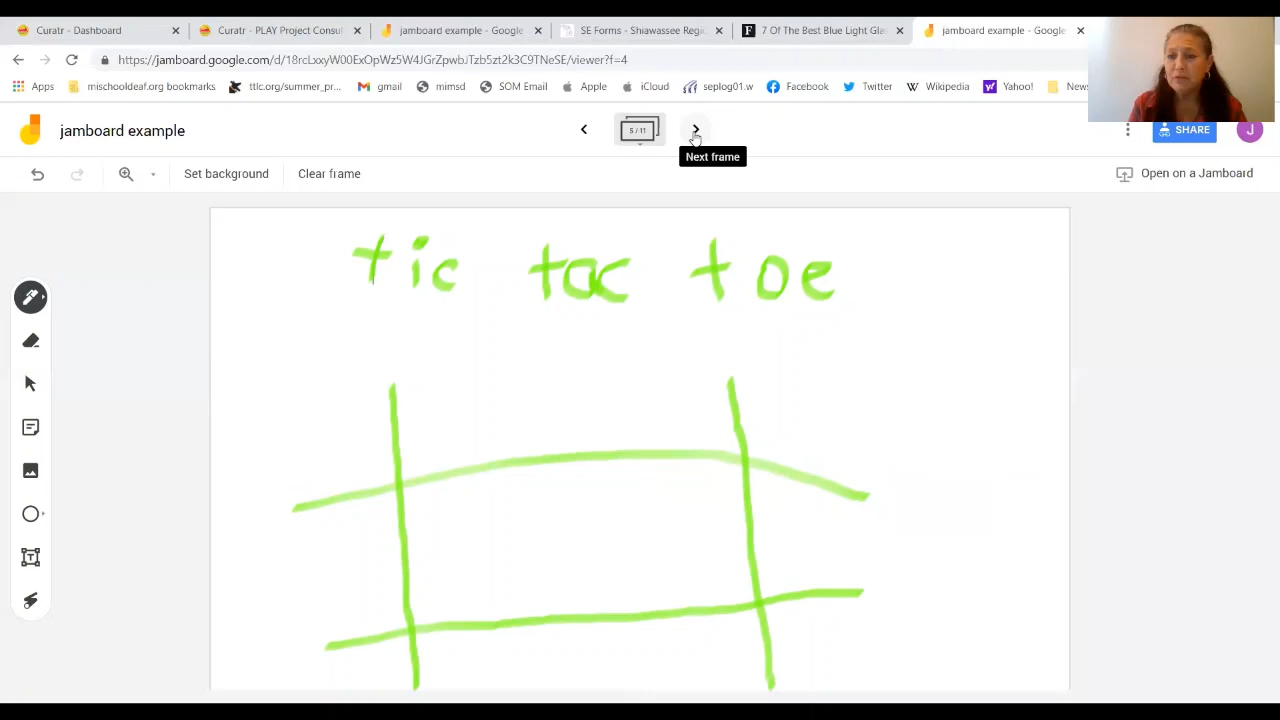 Curatr - Dashboard
Curatr - PLAY Project Consul
jamboard example - Google
SE Forms - Shiawassee Regi
7 Of The Best Blue Light Gla
jamboard example - Google
https://jamboard.google.com/d/18rcLxxyW00ExOpWz5W4JGrZpwbJTzb5zt2k3C9TNeSE/viewer?f=4
Apps mischooldeaf.org bookmarks ttlc.org/summer_pr... gmail mimsd SOM Email Apple iCloud seplog01.w Facebook Twitter Wikipedia Yahoo! News
jamboard example
5 / 11
SHARE
J
Next frame
Set background
Clear frame
Open on a Jamboard
tic tac toe